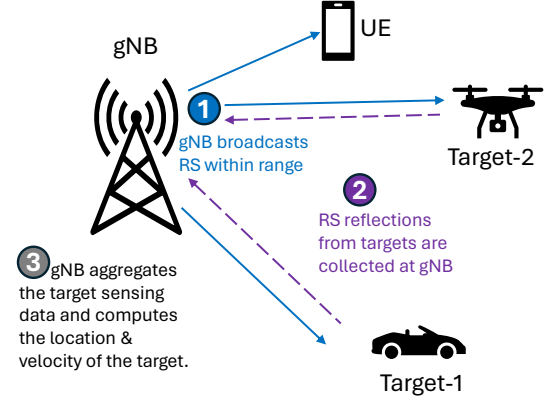 gNB
UE
1
gNB broadcasts
RS within range
Target-2
2
RS reflections
from targets are
collected at gNB
3
gNB aggregates
the target sensing
data and computes
the location &
velocity of the target.
Target-1